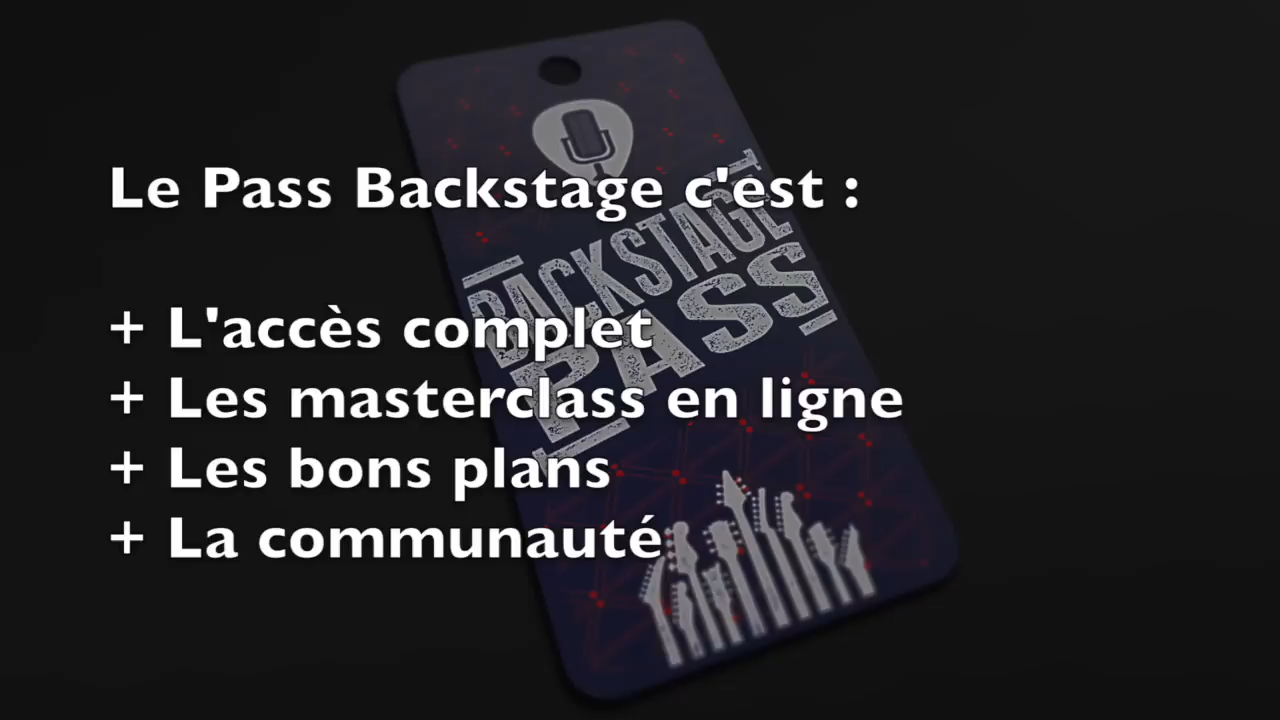 Le Pass Backstage c'est :
+ L'accès complet
+ Les masterclass en ligne
+ Les bons plans
+ La communauté
BACKSTAGE
PASS